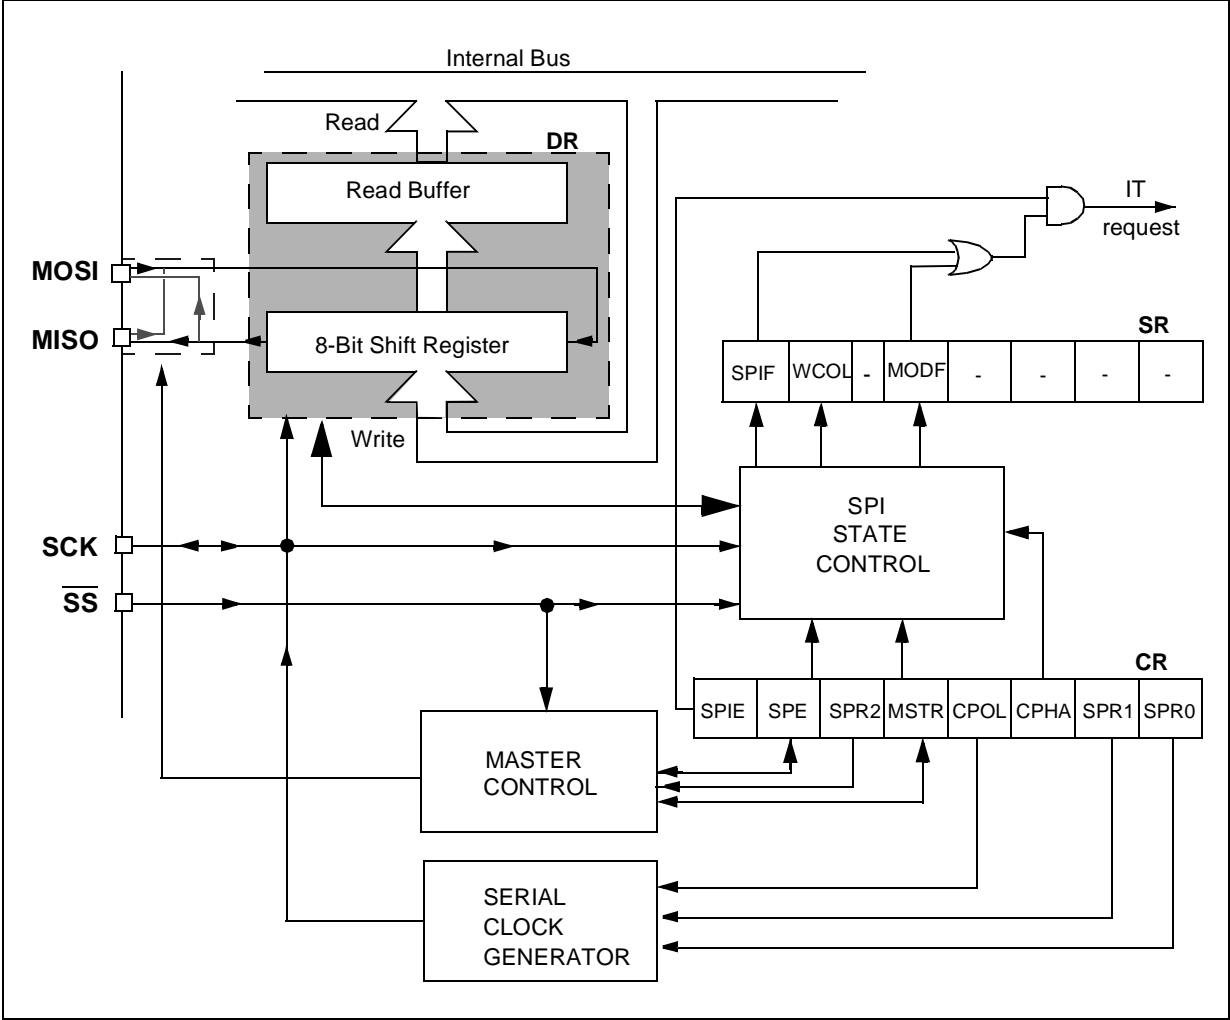 Internal Bus
Read
DR
Read Buffer
IT
request
MOSI
MISO
8-Bit Shift Register
SR
SPIF WCOL - MODF - - - -
Write
SPI
STATE
CONTROL
SCK
SS
CR
SPIE SPE SPR2 MSTR CPOL CPHA SPR1 SPR0
MASTER
CONTROL
SERIAL
CLOCK
GENERATOR